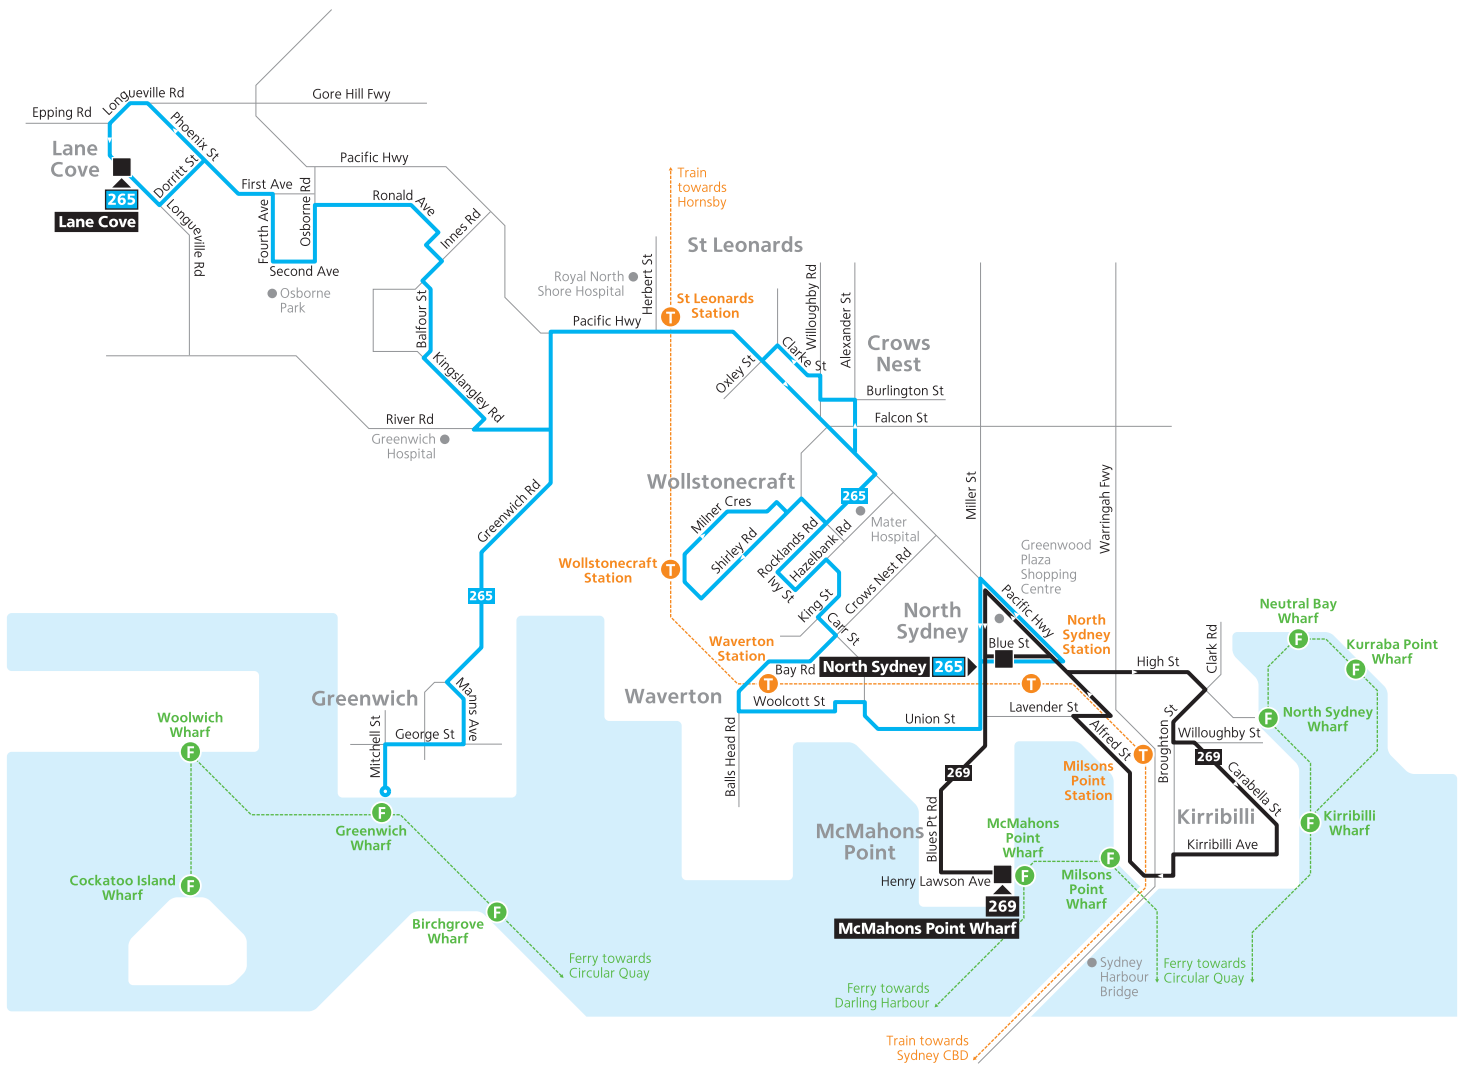 Longueville Rd
Gore Hill Fwy
Epping Rd
Phoenix St
Lane
Cove
Dorritt St
265
Lane Cove
Longueville Rd
First Ave
Fourth Ave
Osborne Rd
Second Ave
Osborne
Park
Pacific Hwy
Ronald Ave
Innes Rd
Balfour St
Kingslangley Rd
River Rd
Greenwich
Hospital
Train
towards
Hornsby
St Leonards
Royal North
Shore Hospital
Herbert St
St Leonards
Station
Pacific Hwy
T
Willoughby Rd
Alexander St
Clarke St
Oxley St
Crows
Nest
Burlington St
Falcon St
Wollstonecraft
Milner Cres
Shirley Rd
Rocklands Rd
Hazelbank Rd
Ivy St
265
Mater
Hospital
Miller St
Warringah Fwy
Greenwood
Plaza
Shopping
Centre
Greenwich Rd
265
Wollstonecraft
Station
T
King St
Crows Nest Rd
Carr St
North
Sydney
Pacific Hwy
Blue St
North
Sydney
Station
T
Waverton
Station
T
Bay Rd
North Sydney
265
Waverton
Woolcott St
Union St
Lavender St
Balls Head Rd
High St
Clark Rd
Neutral Bay
Wharf
F
Kurraba Point
Wharf
F
North Sydney
Wharf
F
Broughton St
Willoughby St
269
Carabella St
Alfred St
Milsons
Point
Station
T
Kirribilli
Kirribilli Ave
Kirribilli
Wharf
F
Greenwich
Manns Ave
Mitchell St
George St
Woolwich
Wharf
F
Greenwich
Wharf
F
Cockatoo Island
Wharf
F
Birchgrove
Wharf
F
Ferry towards
Circular Quay
269
McMahons
Point
Blues Pt Rd
Henry Lawson Ave
McMahons
Point
Wharf
F
Milsons
Point
Wharf
F
269
McMahons Point Wharf
Ferry towards
Darling Harbour
Sydney
Harbour
Bridge
Ferry towards
Circular Quay
Train towards
Sydney CBD